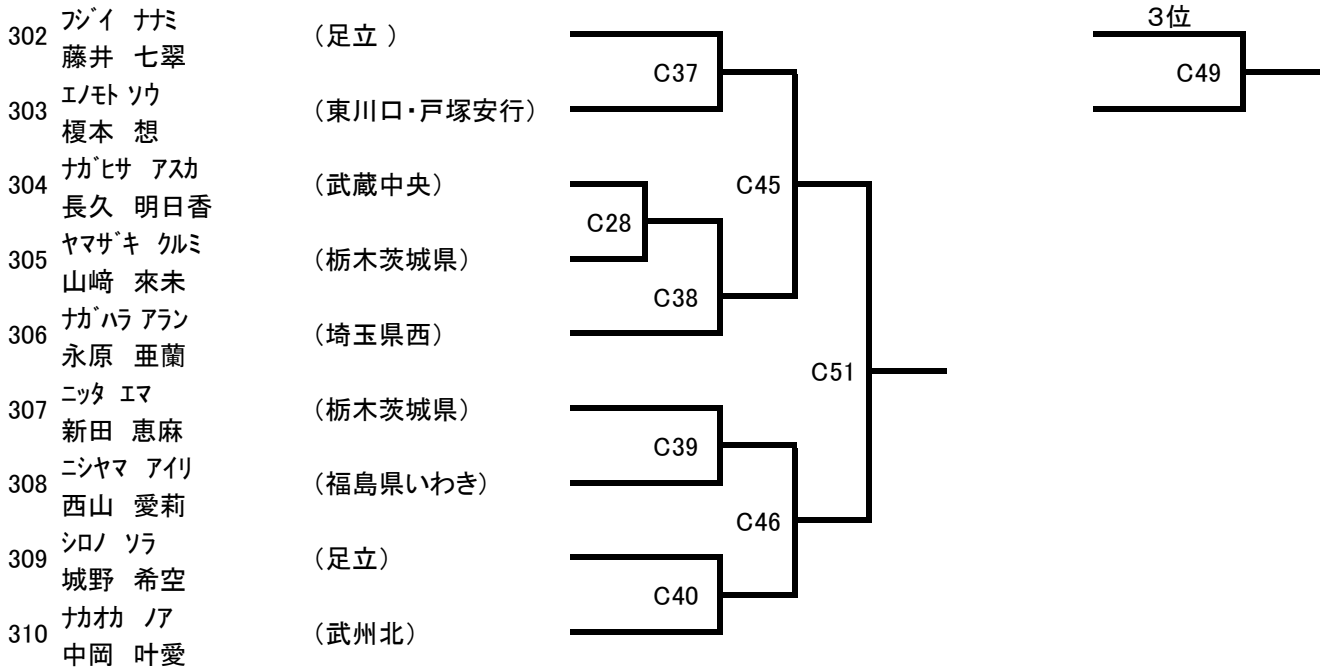 302 フジイ ナナミ
藤井 七翠 (足立 )
303 エノモト ソウ
榎本 想 (東川口・戸塚安行)
304 ナガヒサ アスカ
長久 明日香 (武蔵中央)
305 ヤマザキ クルミ
山﨑 來未 (栃木茨城県)
306 ナガハラ アラン
永原 亜蘭 (埼玉県西)
307 ニッタ エマ
新田 恵麻 (栃木茨城県)
308 ニシヤマ アイリ
西山 愛莉 (福島県いわき)
309 シロノ ソラ
城野 希空 (足立)
310 ナカオカ ノア
中岡 叶愛 (武州北)
C37
C28
C38
C39
C40
C45
C46
C51
3位
C49